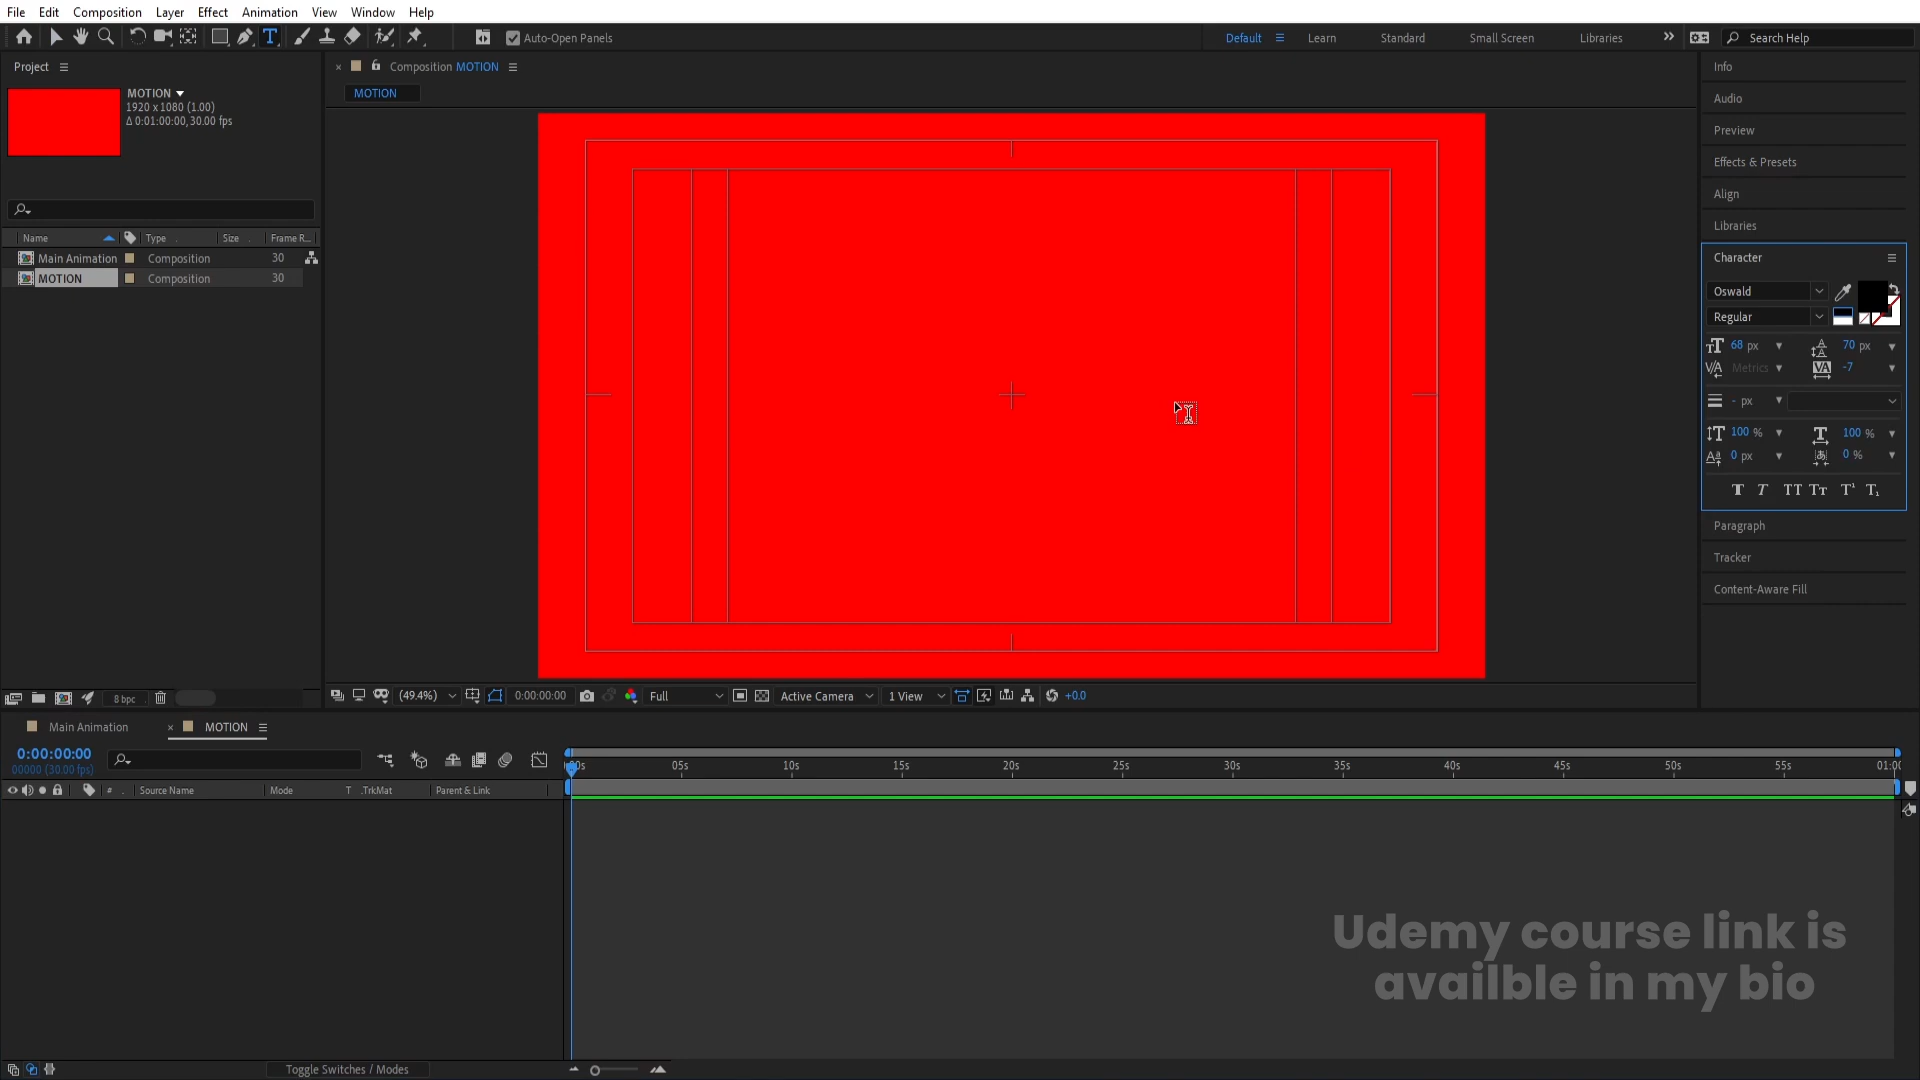 File Edit Composition Layer Effect Animation View Window Help
Auto-Open Panels Default Learn Standard Small Screen Libraries Search Help
Project
Composition MOTION
MOTION
MOTION
1920 x 1080 (1.00)
Δ 0:01:00:00, 30.00 fps
Name Type Size Frame R...
Main Animation Composition 30
MOTION Composition 30
Info
Audio
Preview
Effects & Presets
Align
Libraries
Character
Oswald
Regular
68 px 70 px
Metrics -7
- px
100 % 100 %
0 px 0 %
Paragraph
Tracker
Content-Aware Fill
8 bpc
(49.4%) 0:00:00:00 Full Active Camera 1 View +0.0
Main Animation MOTION
0:00:00:00
00000 (30.00 fps)
:00s 05s 10s 15s 20s 25s 30s 35s 40s 45s 50s 55s 01:00
# Source Name Mode T .TrkMat Parent & Link
Udemy course link is
availble in my bio
Toggle Switches / Modes